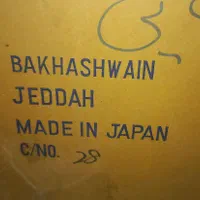 BAKHASHWAIN
JEDDAH
MADE IN JAPAN
C/NO. 28